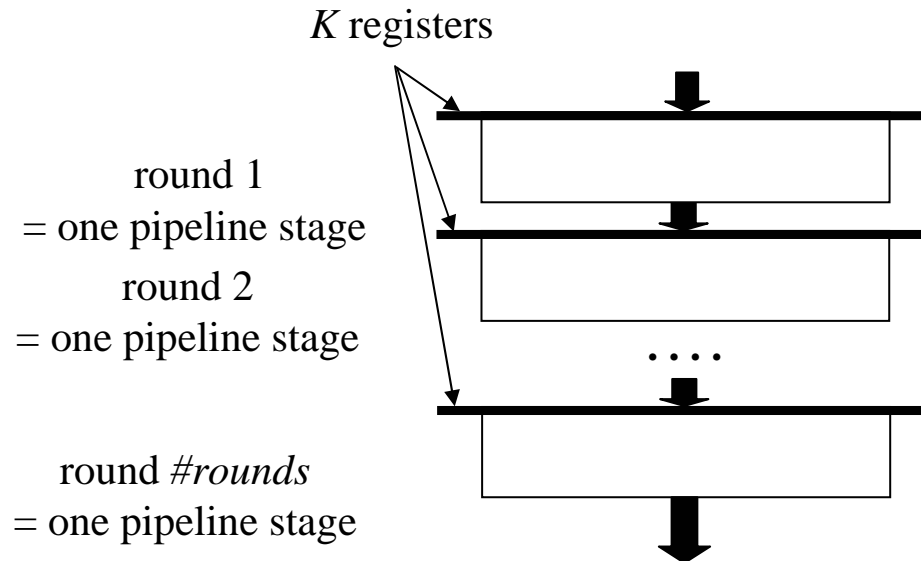 K registers
round 1
= one pipeline stage
round 2
= one pipeline stage
. . . .
round #rounds
= one pipeline stage